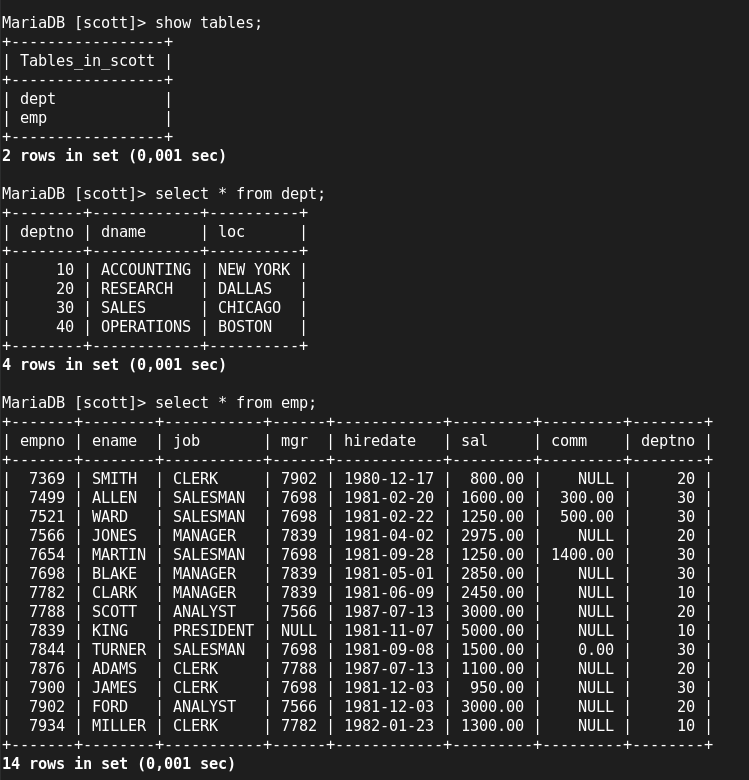 MariaDB [scott]> show tables;
+-----------------+
| Tables_in_scott |
+-----------------+
| dept            |
| emp             |
+-----------------+
2 rows in set (0,001 sec)

MariaDB [scott]> select * from dept;
+--------+------------+----------+
| deptno | dname      | loc      |
+--------+------------+----------+
|     10 | ACCOUNTING | NEW YORK |
|     20 | RESEARCH   | DALLAS   |
|     30 | SALES      | CHICAGO  |
|     40 | OPERATIONS | BOSTON   |
+--------+------------+----------+
4 rows in set (0,001 sec)

MariaDB [scott]> select * from emp;
+-------+--------+-----------+------+------------+---------+---------+--------+
| empno | ename  | job       | mgr  | hiredate   | sal     | comm    | deptno |
+-------+--------+-----------+------+------------+---------+---------+--------+
|  7369 | SMITH  | CLERK     | 7902 | 1980-12-17 |  800.00 |    NULL |     20 |
|  7499 | ALLEN  | SALESMAN  | 7698 | 1981-02-20 | 1600.00 |  300.00 |     30 |
|  7521 | WARD   | SALESMAN  | 7698 | 1981-02-22 | 1250.00 |  500.00 |     30 |
|  7566 | JONES  | MANAGER   | 7839 | 1981-04-02 | 2975.00 |    NULL |     20 |
|  7654 | MARTIN | SALESMAN  | 7698 | 1981-09-28 | 1250.00 | 1400.00 |     30 |
|  7698 | BLAKE  | MANAGER   | 7839 | 1981-05-01 | 2850.00 |    NULL |     30 |
|  7782 | CLARK  | MANAGER   | 7839 | 1981-06-09 | 2450.00 |    NULL |     10 |
|  7788 | SCOTT  | ANALYST   | 7566 | 1987-07-13 | 3000.00 |    NULL |     20 |
|  7839 | KING   | PRESIDENT | NULL | 1981-11-07 | 5000.00 |    NULL |     10 |
|  7844 | TURNER | SALESMAN  | 7698 | 1981-09-08 | 1500.00 |    0.00 |     30 |
|  7876 | ADAMS  | CLERK     | 7788 | 1987-07-13 | 1100.00 |    NULL |     20 |
|  7900 | JAMES  | CLERK     | 7698 | 1981-12-03 |  950.00 |    NULL |     30 |
|  7902 | FORD   | ANALYST   | 7566 | 1981-12-03 | 3000.00 |    NULL |     20 |
|  7934 | MILLER | CLERK     | 7782 | 1982-01-23 | 1300.00 |    NULL |     10 |
+-------+--------+-----------+------+------------+---------+---------+--------+
14 rows in set (0,001 sec)